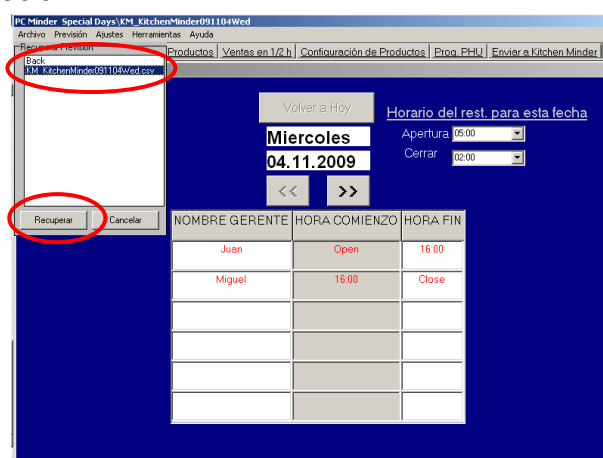 PC Minder Special Days\KM_KitchenMinder091104Wed
Archivo Previsión Ajustes Herramientas Ayuda
Recuperar Previsión
Productos Ventas en 1/2 h Configuración de Productos Prog. PHU Enviar a Kitchen Minder
Back
KM_KitchenMinder091104Wed.csv
Volver a Hoy
Horario del rest. para esta fecha
Miercoles
Apertura 05:00
04.11.2009
Cerrar 02:00
<< >>
Recuperar Cancelar
NOMBRE GERENTE HORA COMIENZO HORA FIN
Juan Open 16:00
Miguel 16:00 Close